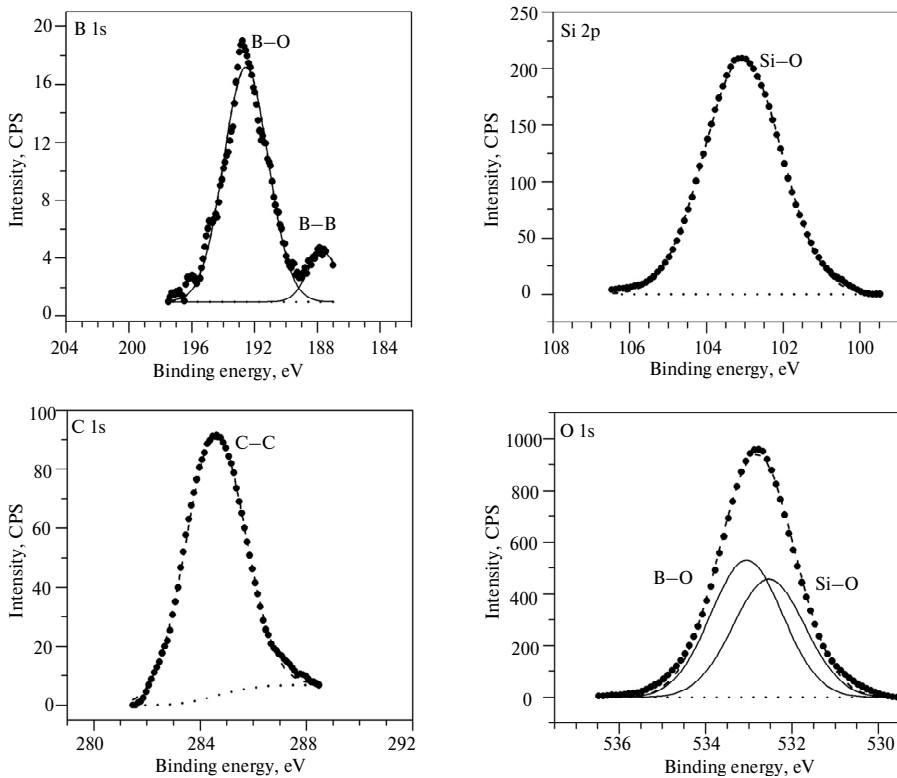 B 1s
B–O
B–B
20
16
12
8
4
0
Intensity, CPS
204
200
196
192
188
184
Binding energy, eV
Si 2p
Si–O
250
200
150
100
50
0
Intensity, CPS
108
106
104
102
100
Binding energy, eV
C 1s
C–C
100
80
60
40
20
0
Intensity, CPS
280
284
288
292
Binding energy, eV
O 1s
B–O
Si–O
1000
800
600
400
200
0
Intensity, CPS
536
534
532
530
Binding energy, eV